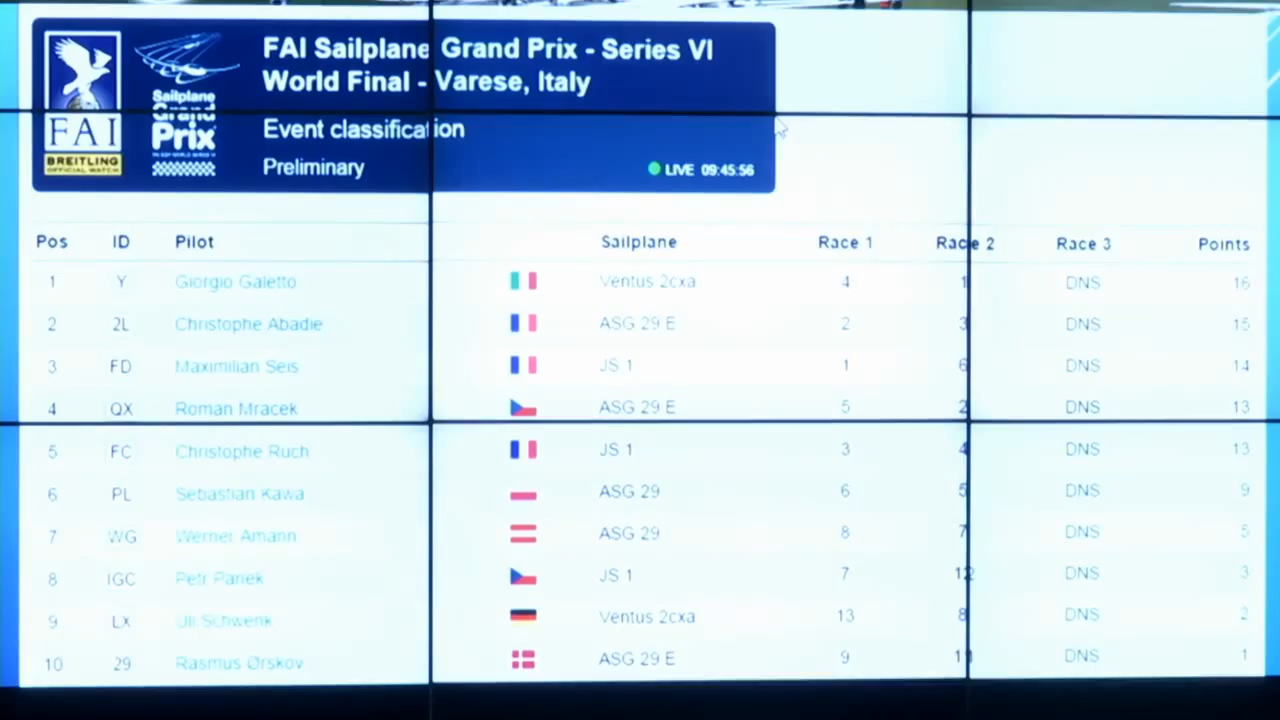 FAI Sailplane Grand Prix - Series VI
World Final - Varese, Italy
Sailplane
Grand
Prix
FAI
BREITLING
OFFICIAL WATCH
Event classification
Preliminary
LIVE 09:45:56
Pos ID Pilot Sailplane Race 1 Race 2 Race 3 Points
1 Y Giorgio Galetto Ventus 2cxa 4 1 DNS 16
2 2L Christophe Abadie ASG 29 E 2 3 DNS 15
3 FD Maximilian Seis JS 1 1 6 DNS 14
4 QX Roman Mracek ASG 29 E 5 2 DNS 13
5 FC Christophe Ruch JS 1 3 4 DNS 13
6 PL Sebastian Kawa ASG 29 6 5 DNS 9
7 WG Werner Amann ASG 29 8 7 DNS 5
8 IGC Petr Panek JS 1 7 12 DNS 3
9 LX Uli Schwenk Ventus 2cxa 13 8 DNS 2
10 29 Rasmus Ørskov ASG 29 E 9 11 DNS 1